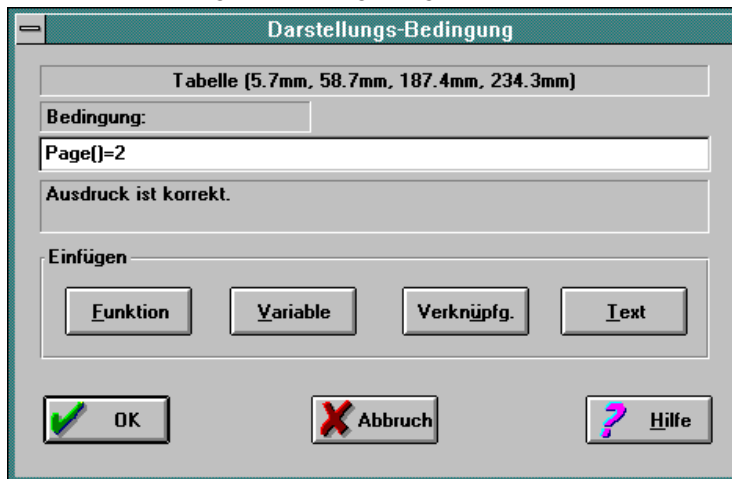 Darstellungs-Bedingung
Tabelle (5.7mm, 58.7mm, 187.4mm, 234.3mm)
Bedingung:
Page()=2
Ausdruck ist korrekt.
Einfügen
Funktion Variable Verknüpfg. Text
OK Abbruch Hilfe